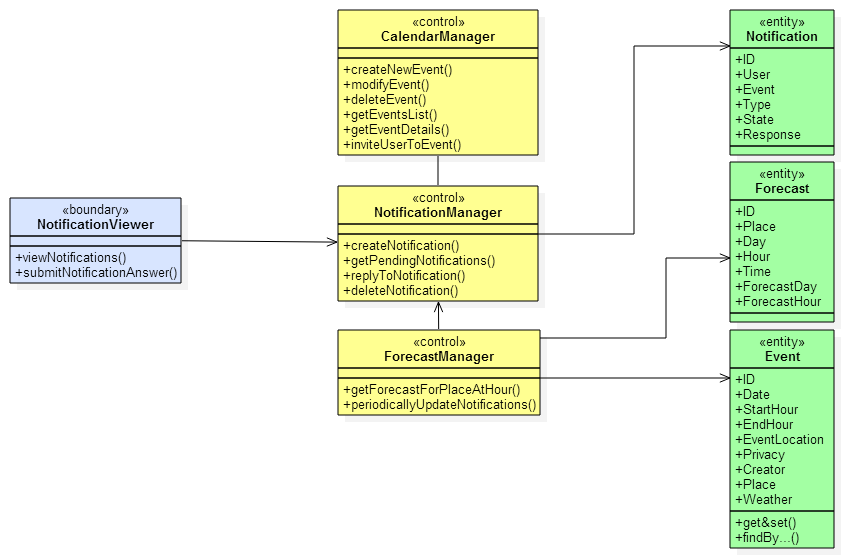 «control»
CalendarManager
+createNewEvent()
+modifyEvent()
+deleteEvent()
+getEventsList()
+getEventDetails()
+inviteUserToEvent()
«entity»
Notification
+ID
+User
+Event
+Type
+State
+Response
«boundary»
NotificationViewer
+viewNotifications()
+submitNotificationAnswer()
«control»
NotificationManager
+createNotification()
+getPendingNotifications()
+replyToNotification()
+deleteNotification()
«entity»
Forecast
+ID
+Place
+Day
+Hour
+Time
+ForecastDay
+ForecastHour
«control»
ForecastManager
+getForecastForPlaceAtHour()
+periodicallyUpdateNotifications()
«entity»
Event
+ID
+Date
+StartHour
+EndHour
+EventLocation
+Privacy
+Creator
+Place
+Weather
+get&set()
+findBy...()